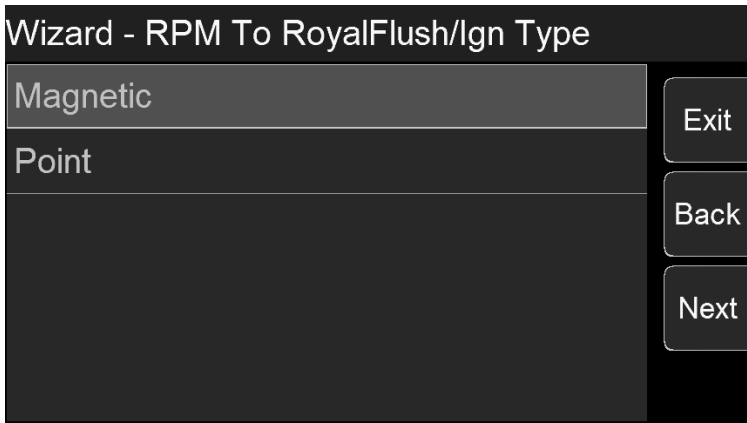 Wizard - RPM To RoyalFlush/Ign Type
Magnetic
Point
Exit
Back
Next